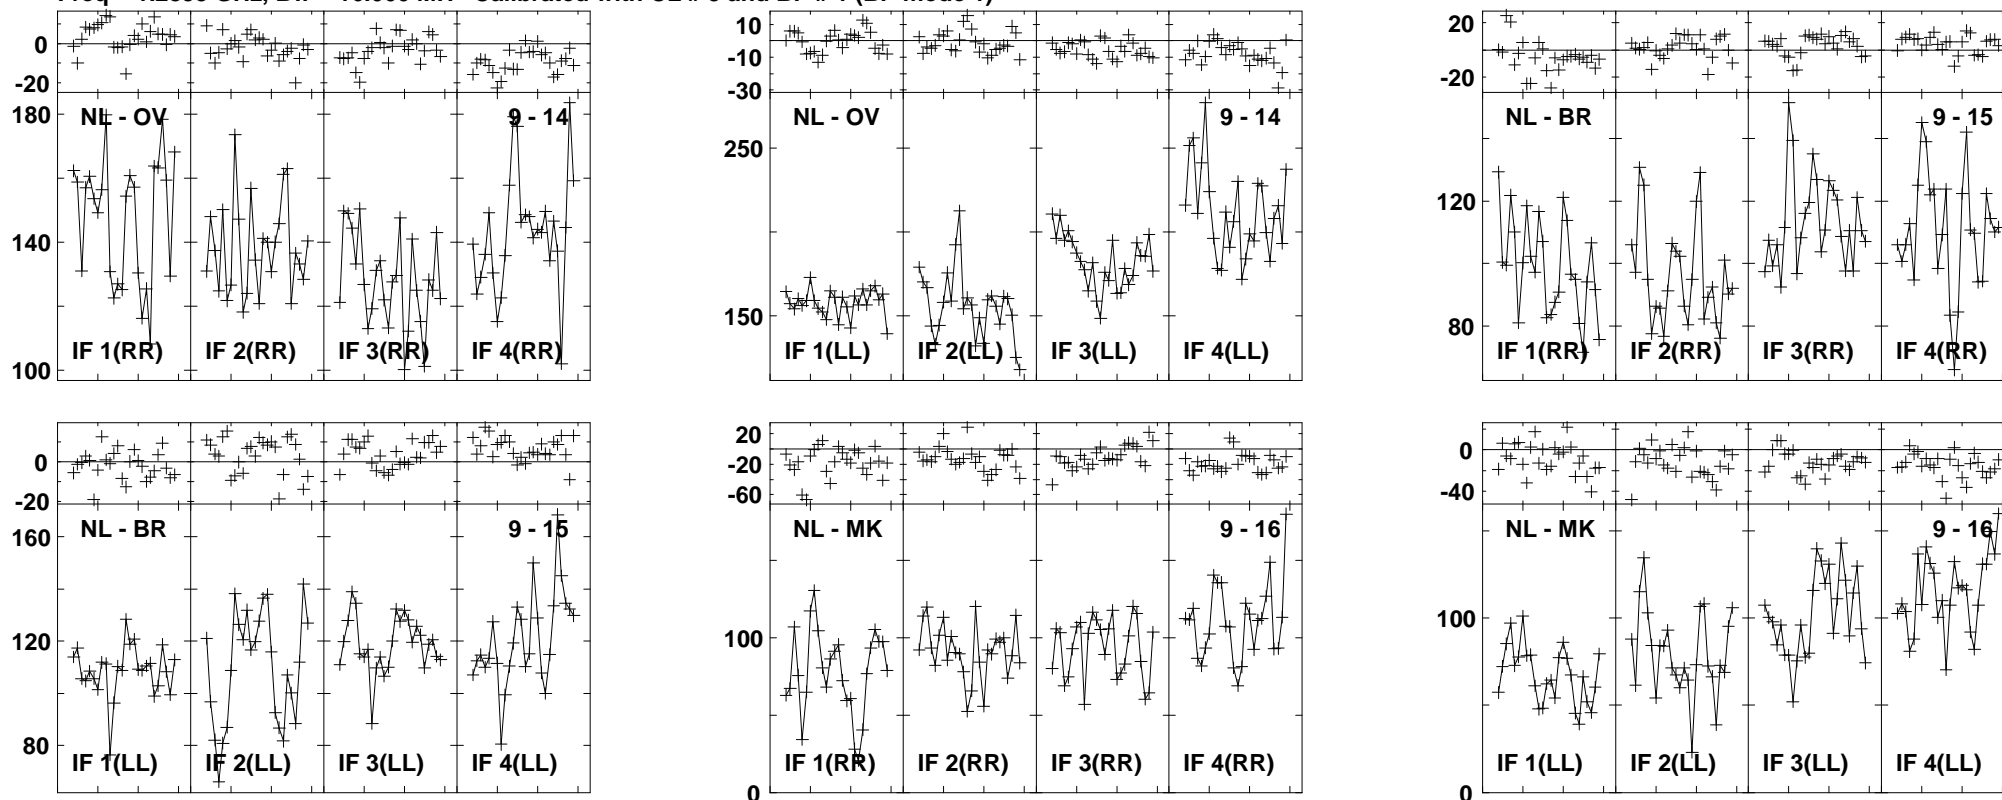 0
-20
180
140
100
NL - OV
9 - 14
IF 1(RR)
IF 2(RR)
IF 3(RR)
IF 4(RR)
10
-10
-30
250
150
NL - OV
9 - 14
IF 1(LL)
IF 2(LL)
IF 3(LL)
IF 4(LL)
20
-20
120
80
NL - BR
9 - 15
IF 1(RR)
IF 2(RR)
IF 3(RR)
IF 4(RR)
0
-20
160
120
80
NL - BR
9 - 15
IF 1(LL)
IF 2(LL)
IF 3(LL)
IF 4(LL)
20
-20
-60
100
0
NL - MK
9 - 16
IF 1(RR)
IF 2(RR)
IF 3(RR)
IF 4(RR)
0
-40
100
0
NL - MK
9 - 16
IF 1(LL)
IF 2(LL)
IF 3(LL)
IF 4(LL)